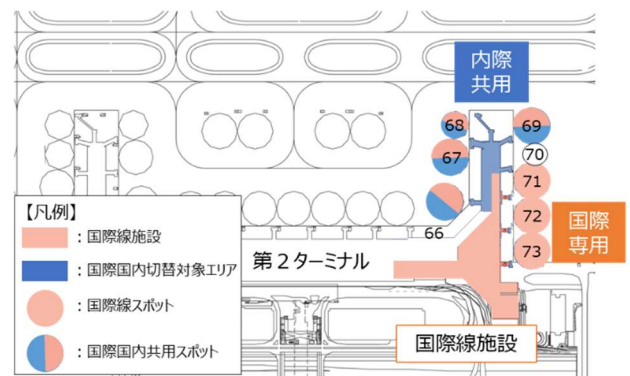 内際
共用
68
69
67
70
71
72
73
66
国際
専用
【凡例】
：国際線施設
：国際国内切替対象エリア
：国際線スポット
：国際国内共用スポット
第２ターミナル
国際線施設